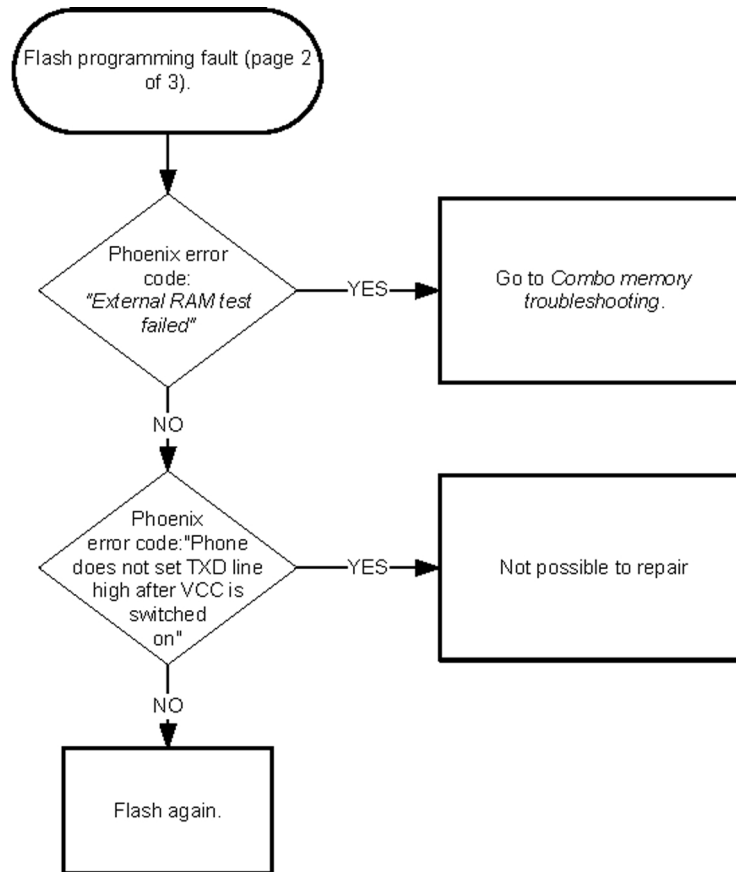 Flash programming fault (page 2
of 3).
Phoenix error
code:
"External RAM test
failed"
YES
Go to Combo memory
troubleshooting.
NO
Phoenix
error code:"Phone
does not set TXD line
high after VCC is
switched
on"
YES
Not possible to repair
NO
Flash again.